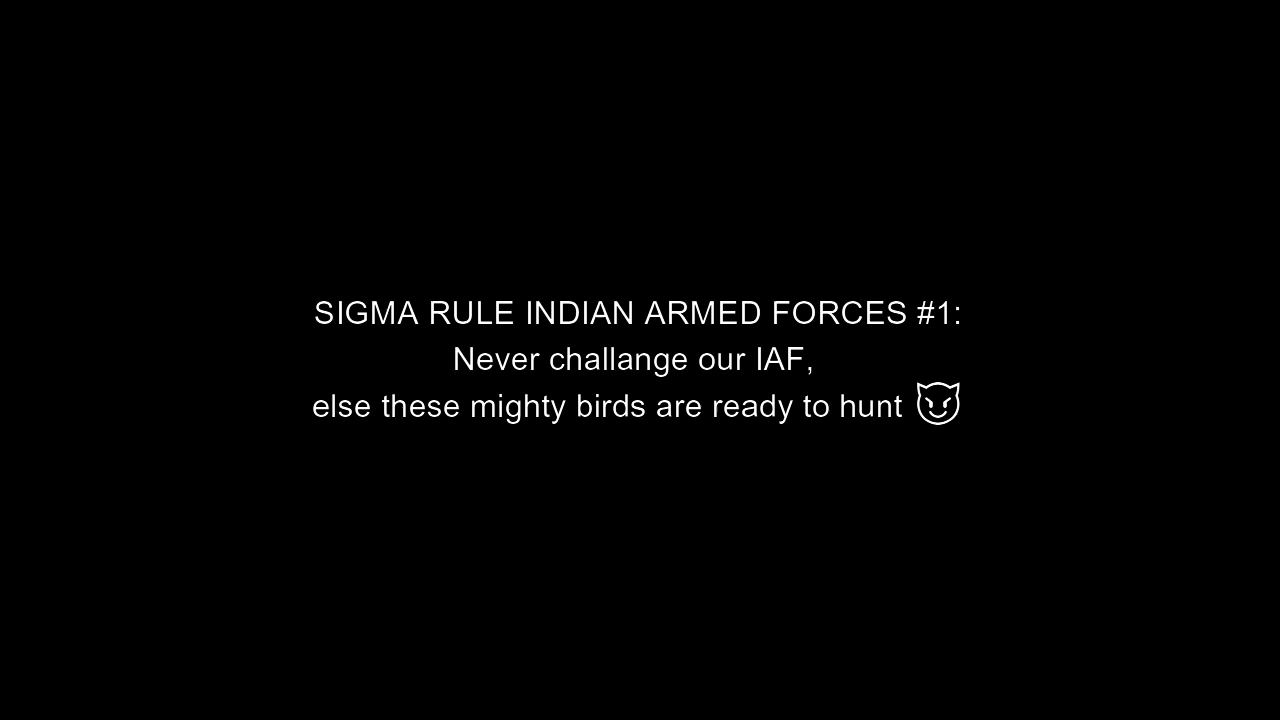 SIGMA RULE INDIAN ARMED FORCES #1:
Never challange our IAF,
else these mighty birds are ready to hunt 😈